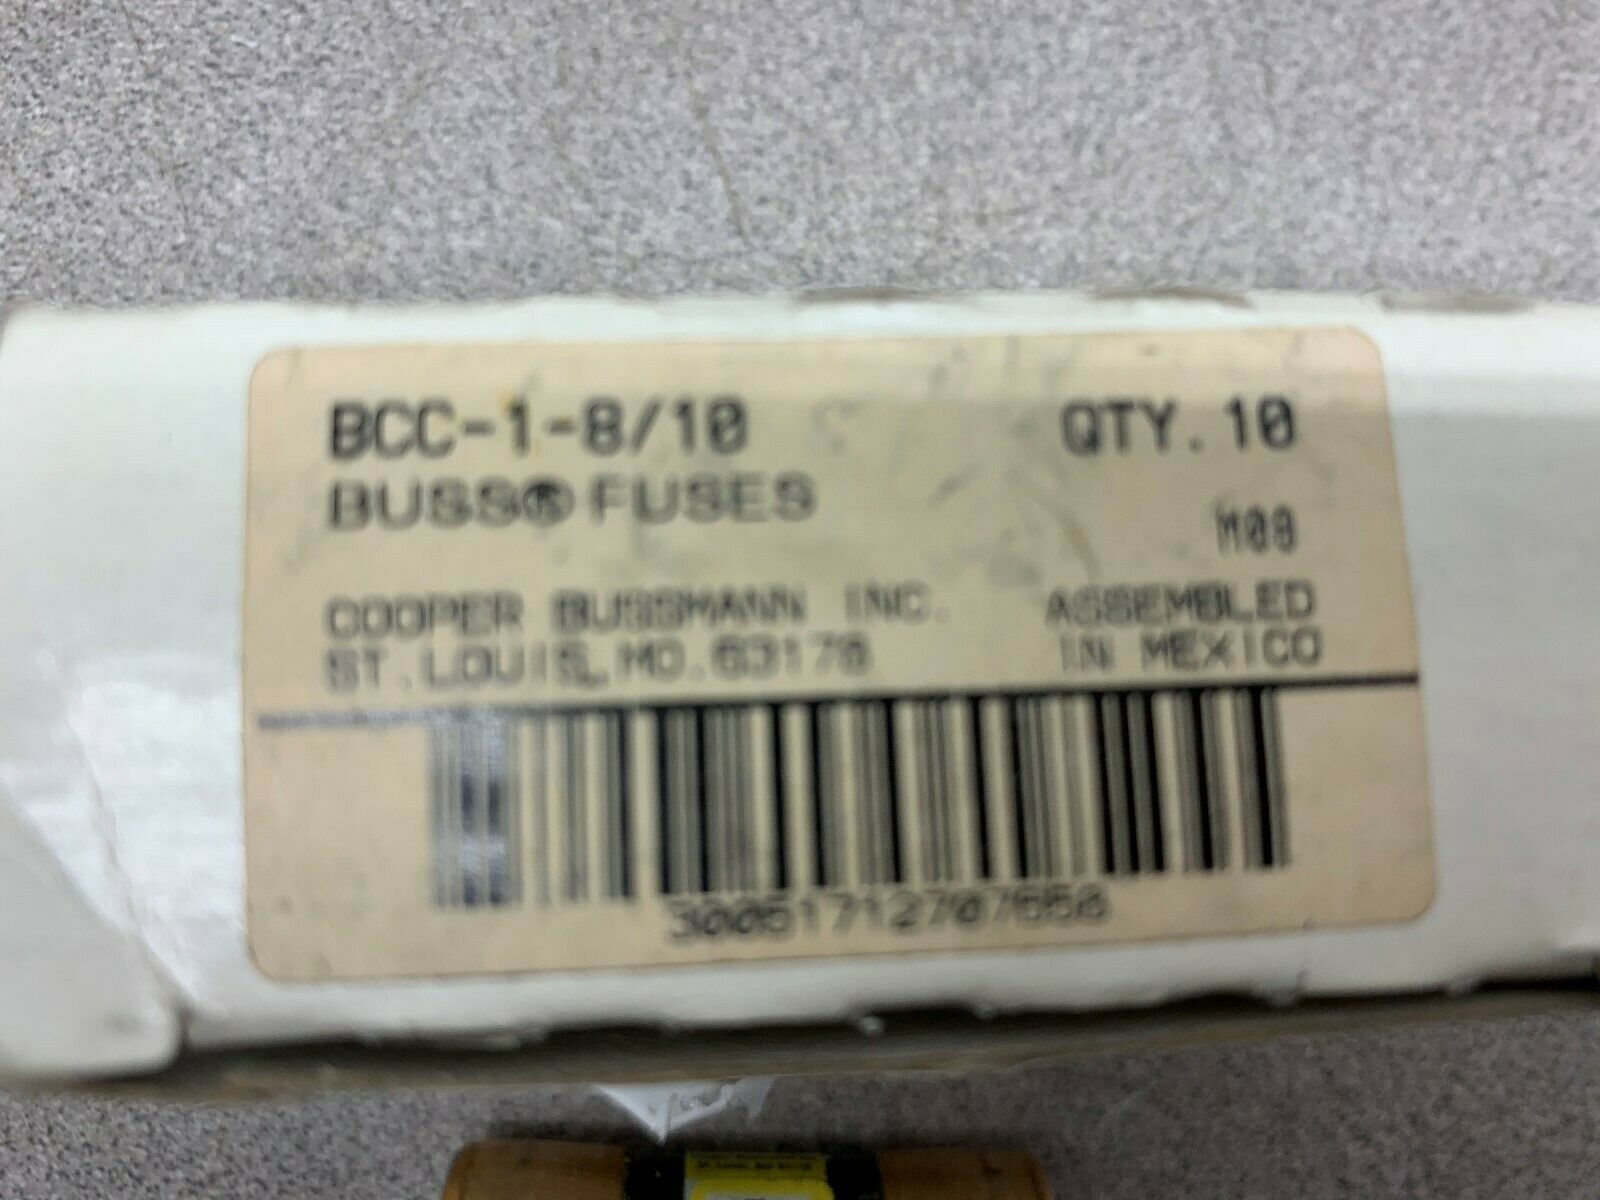 BCC-1-8/10 QTY.10
BUSS® FUSES
M08
COOPER BUSSMANN INC. ASSEMBLED
ST.LOUIS,MO.63178 IN MEXICO
30051712707658